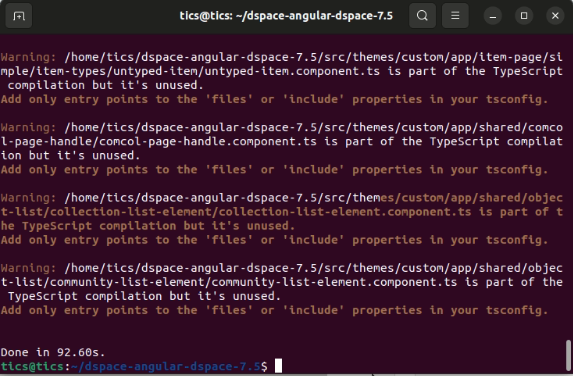 tics@tics: ~/dspace-angular-dspace-7.5
Warning: /home/tics/dspace-angular-dspace-7.5/src/themes/custom/app/item-page/si
mple/item-types/untyped-item/untyped-item.component.ts is part of the TypeScript
 compilation but it's unused.
Add only entry points to the 'files' or 'include' properties in your tsconfig.
Warning: /home/tics/dspace-angular-dspace-7.5/src/themes/custom/app/shared/comco
l-page-handle/comcol-page-handle.component.ts is part of the TypeScript compilat
ion but it's unused.
Add only entry points to the 'files' or 'include' properties in your tsconfig.
Warning: /home/tics/dspace-angular-dspace-7.5/src/themes/custom/app/shared/objec
t-list/collection-list-element/collection-list-element.component.ts is part of t
he TypeScript compilation but it's unused.
Add only entry points to the 'files' or 'include' properties in your tsconfig.
Warning: /home/tics/dspace-angular-dspace-7.5/src/themes/custom/app/shared/objec
t-list/community-list-element/community-list-element.component.ts is part of the
 TypeScript compilation but it's unused.
Add only entry points to the 'files' or 'include' properties in your tsconfig.
Done in 92.60s.
tics@tics:~/dspace-angular-dspace-7.5$